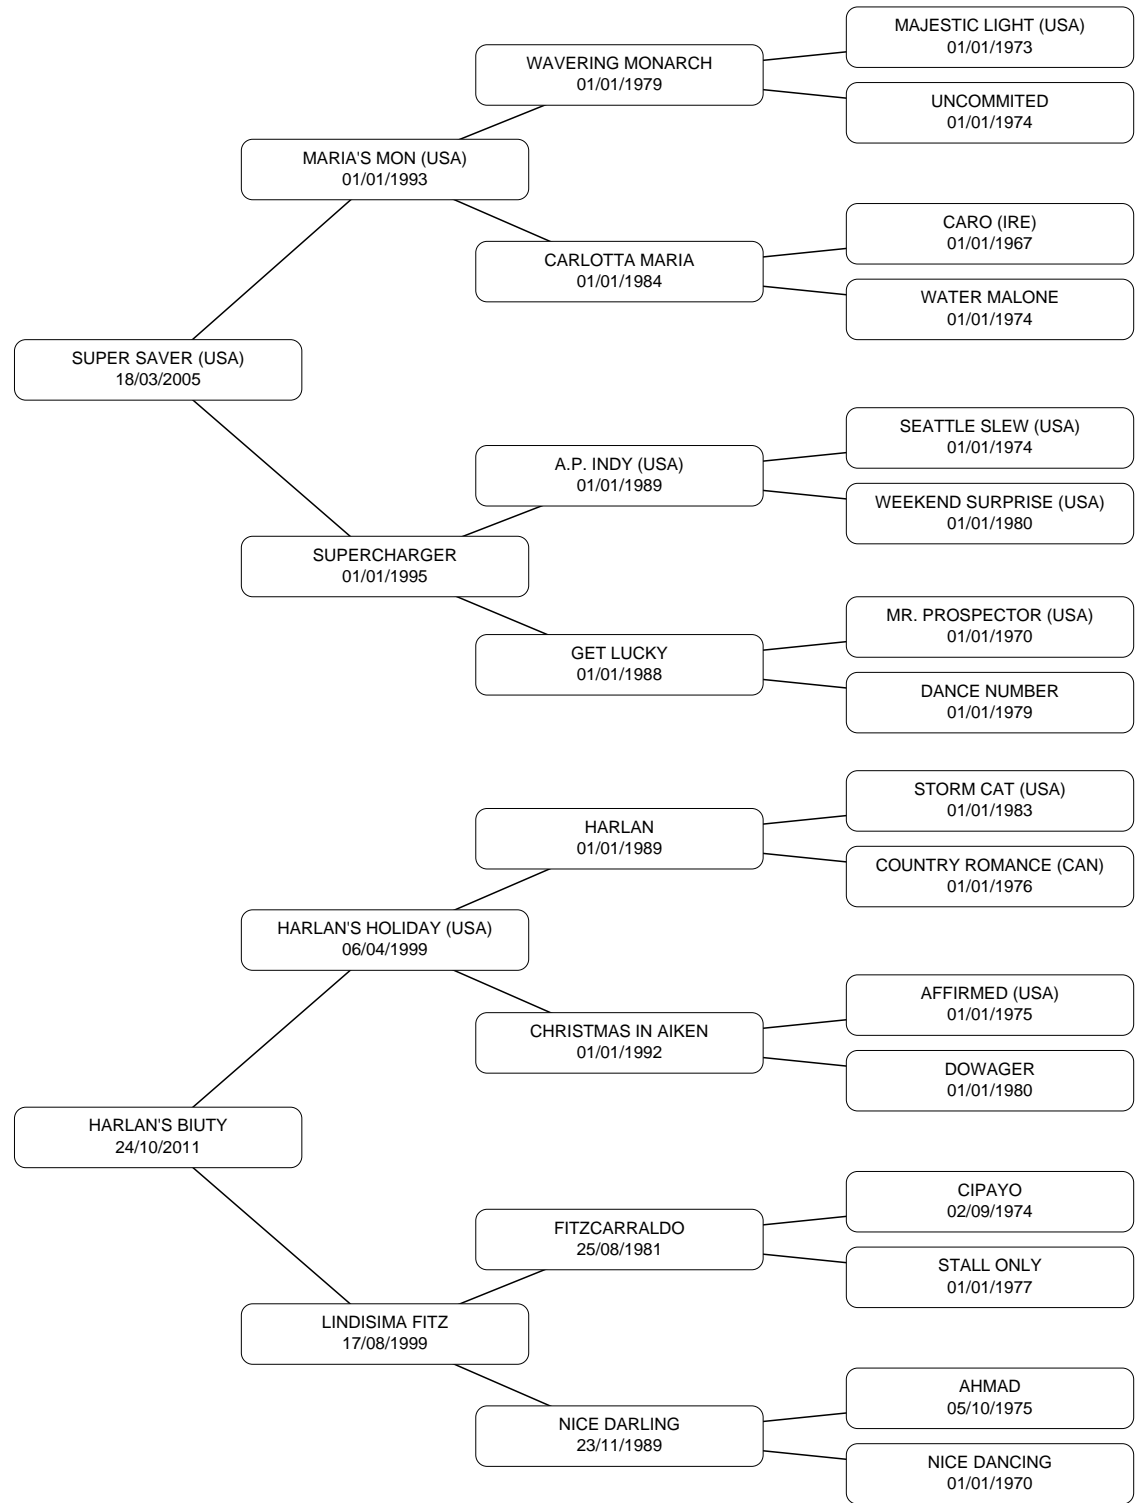 MAJESTIC LIGHT (USA)
01/01/1973
WAVERING MONARCH
01/01/1979
UNCOMMITED
01/01/1974
MARIA'S MON (USA)
01/01/1993
CARO (IRE)
01/01/1967
CARLOTTA MARIA
01/01/1984
WATER MALONE
01/01/1974
SUPER SAVER (USA)
18/03/2005
SEATTLE SLEW (USA)
01/01/1974
A.P. INDY (USA)
01/01/1989
WEEKEND SURPRISE (USA)
01/01/1980
SUPERCHARGER
01/01/1995
MR. PROSPECTOR (USA)
01/01/1970
GET LUCKY
01/01/1988
DANCE NUMBER
01/01/1979
STORM CAT (USA)
01/01/1983
HARLAN
01/01/1989
COUNTRY ROMANCE (CAN)
01/01/1976
HARLAN'S HOLIDAY (USA)
06/04/1999
AFFIRMED (USA)
01/01/1975
CHRISTMAS IN AIKEN
01/01/1992
DOWAGER
01/01/1980
HARLAN'S BIUTY
24/10/2011
CIPAYO
02/09/1974
FITZCARRALDO
25/08/1981
STALL ONLY
01/01/1977
LINDISIMA FITZ
17/08/1999
AHMAD
05/10/1975
NICE DARLING
23/11/1989
NICE DANCING
01/01/1970